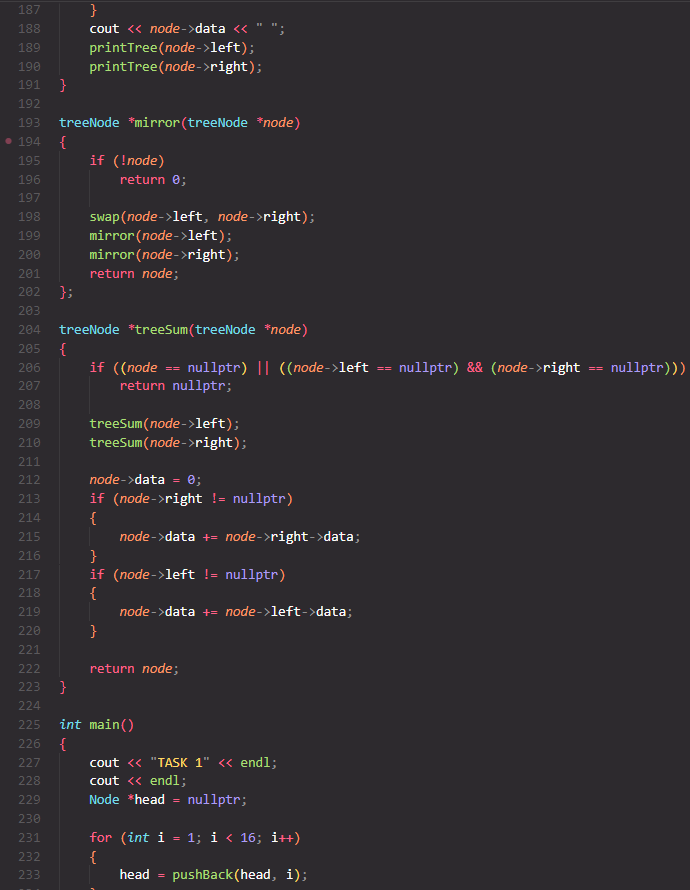 187         }
188         cout << node->data << " ";
189         printTree(node->left);
190         printTree(node->right);
191     }
192
193     treeNode *mirror(treeNode *node)
194     {
195         if (!node)
196             return 0;
197
198         swap(node->left, node->right);
199         mirror(node->left);
200         mirror(node->right);
201         return node;
202     };
203
204     treeNode *treeSum(treeNode *node)
205     {
206         if ((node == nullptr) || ((node->left == nullptr) && (node->right == nullptr)))
207             return nullptr;
208
209         treeSum(node->left);
210         treeSum(node->right);
211
212         node->data = 0;
213         if (node->right != nullptr)
214         {
215             node->data += node->right->data;
216         }
217         if (node->left != nullptr)
218         {
219             node->data += node->left->data;
220         }
221
222         return node;
223     }
224
225     int main()
226     {
227         cout << "TASK 1" << endl;
228         cout << endl;
229         Node *head = nullptr;
230
231         for (int i = 1; i < 16; i++)
232         {
233             head = pushBack(head, i);